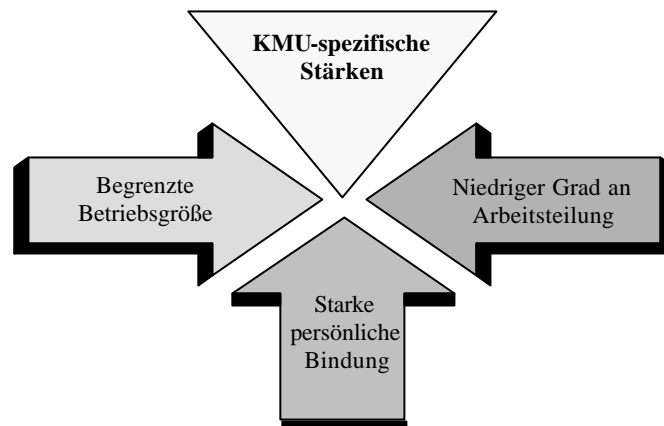 KMU-spezifische
Stärken
Begrenzte
Betriebsgröße
Niedriger Grad an
Arbeitsteilung
Starke
persönliche
Bindung